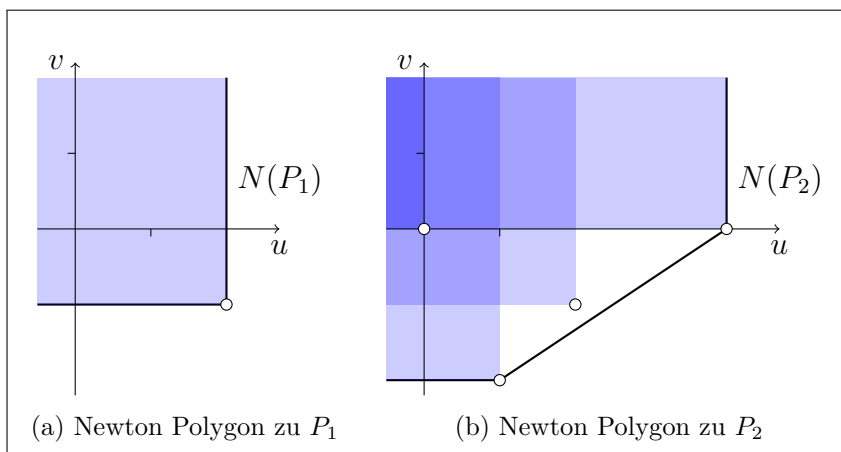 v
v
N(P₁)
N(P₂)
u
u
(a) Newton Polygon zu P₁
(b) Newton Polygon zu P₂